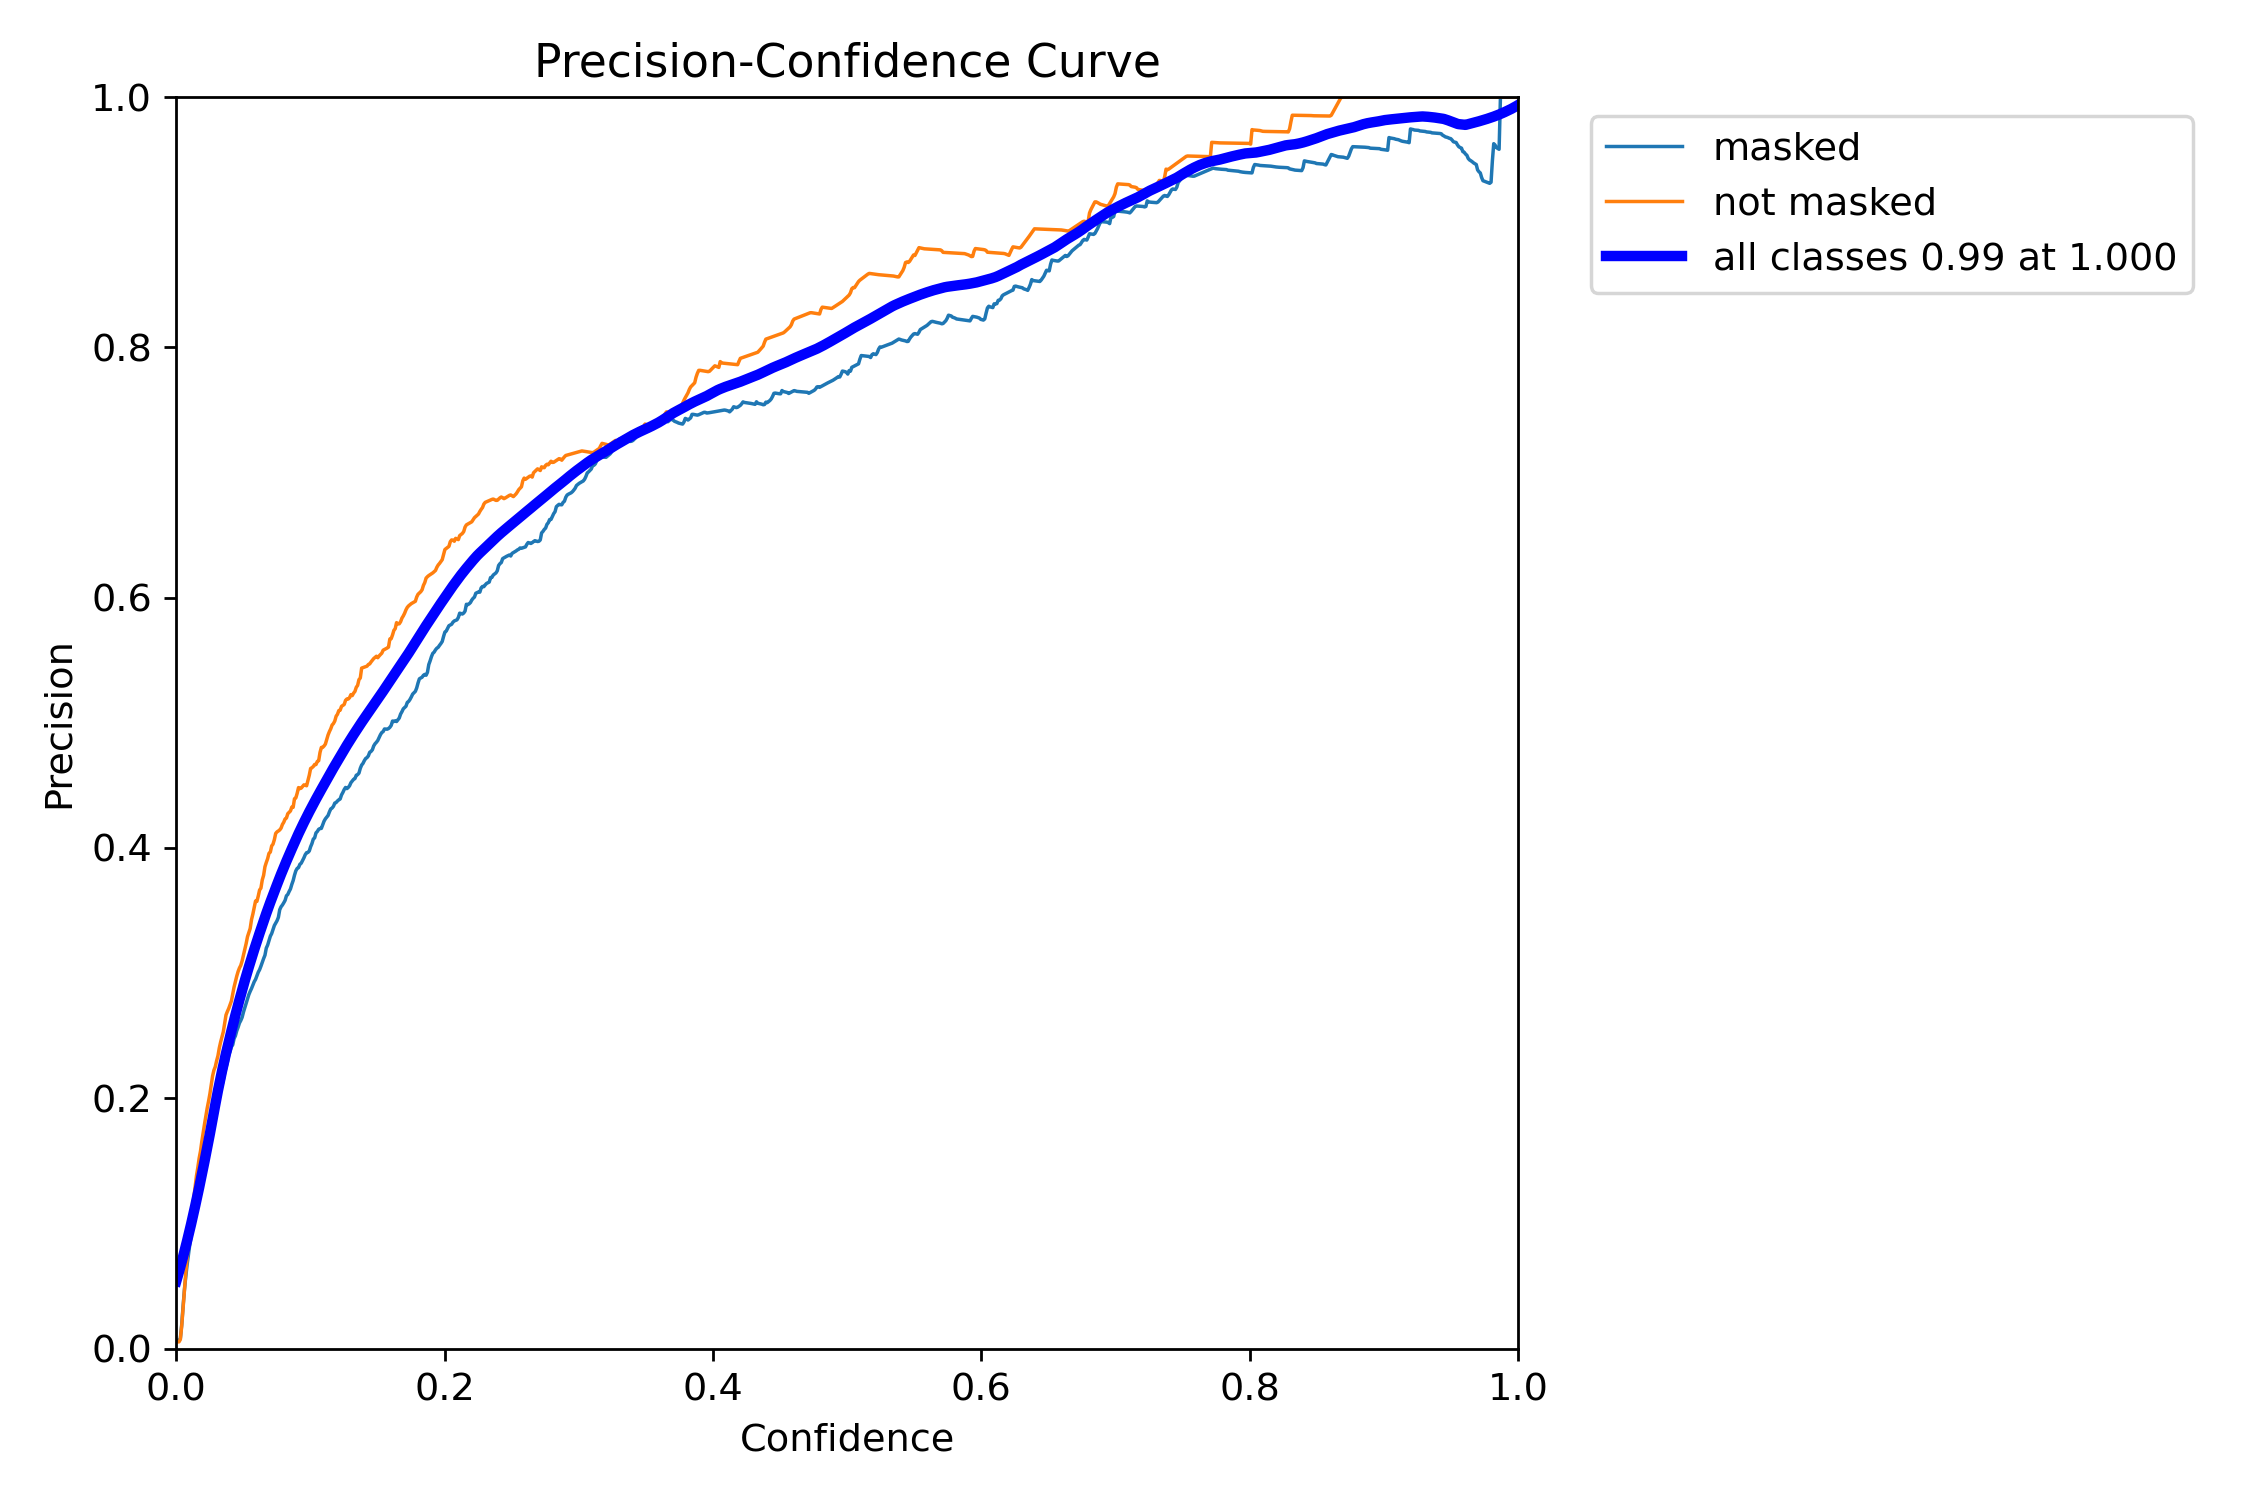 Precision-Confidence Curve
1.0
0.8
0.6
0.4
0.2
0.0
Precision
0.0 0.2 0.4 0.6 0.8 1.0
Confidence
masked
not masked
all classes 0.99 at 1.000